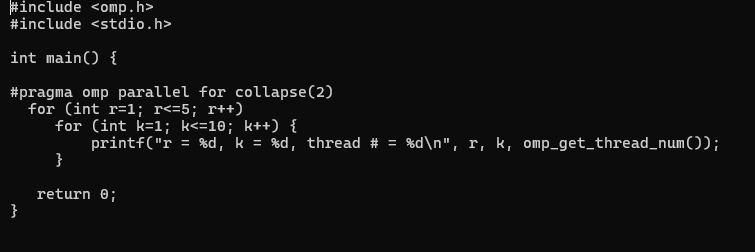 #include <omp.h>
#include <stdio.h>

int main() {

#pragma omp parallel for collapse(2)
  for (int r=1; r<=5; r++)
     for (int k=1; k<=10; k++) {
         printf("r = %d, k = %d, thread # = %d\n", r, k, omp_get_thread_num());
     }

   return 0;
}